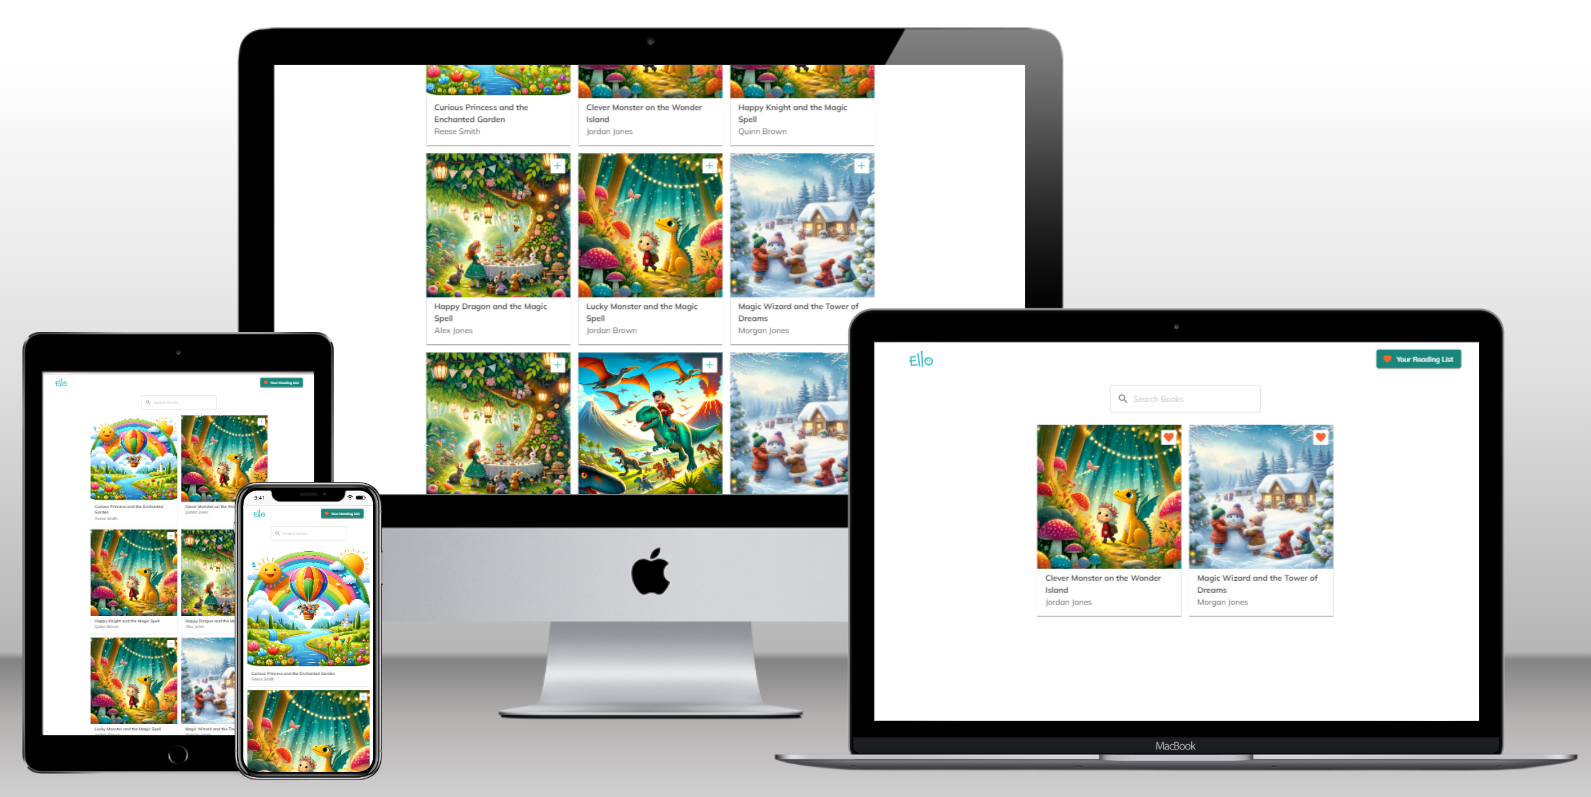 Curious Princess and the
Enchanted Garden
Reese Smith
Clever Monster on the Wonder
Island
Jordan Jones
Happy Knight and the Magic
Spell
Quinn Brown
Happy Dragon and the Magic
Spell
Alex Jones
Lucky Monster and the Magic
Spell
Jordan Brown
Magic Wizard and the Tower of
Dreams
Morgan Jones
Ello
Your Reading List
Search Books
Curious Princess and the Enchanted
Garden
Reese Smith
Clever Monster on the
Jordan Jones
Happy Knight and the Magic Spell
Quinn Brown
Happy Dragon and the
Alex Jones
Lucky Monster and the Magic Spell
Magic Wizard and the
9:41
Ello
Your Reading List
Search Books
Curious Princess and the Enchanted Garden
Reese Smith
Ello
Your Reading List
Search Books
Clever Monster on the Wonder
Island
Jordan Jones
Magic Wizard and the Tower of
Dreams
Morgan Jones
MacBook